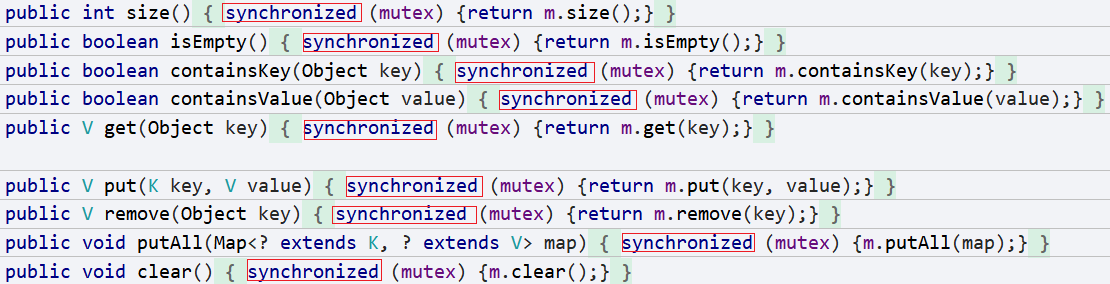 public int size() { synchronized (mutex) {return m.size();} }
public boolean isEmpty() { synchronized (mutex) {return m.isEmpty();} }
public boolean containsKey(Object key) { synchronized (mutex) {return m.containsKey(key);} }
public boolean containsValue(Object value) { synchronized (mutex) {return m.containsValue(value);} }
public V get(Object key) { synchronized (mutex) {return m.get(key);} }
public V put(K key, V value) { synchronized (mutex) {return m.put(key, value);} }
public V remove(Object key) { synchronized (mutex) {return m.remove(key);} }
public void putAll(Map<? extends K, ? extends V> map) { synchronized (mutex) {m.putAll(map);} }
public void clear() { synchronized (mutex) {m.clear();} }